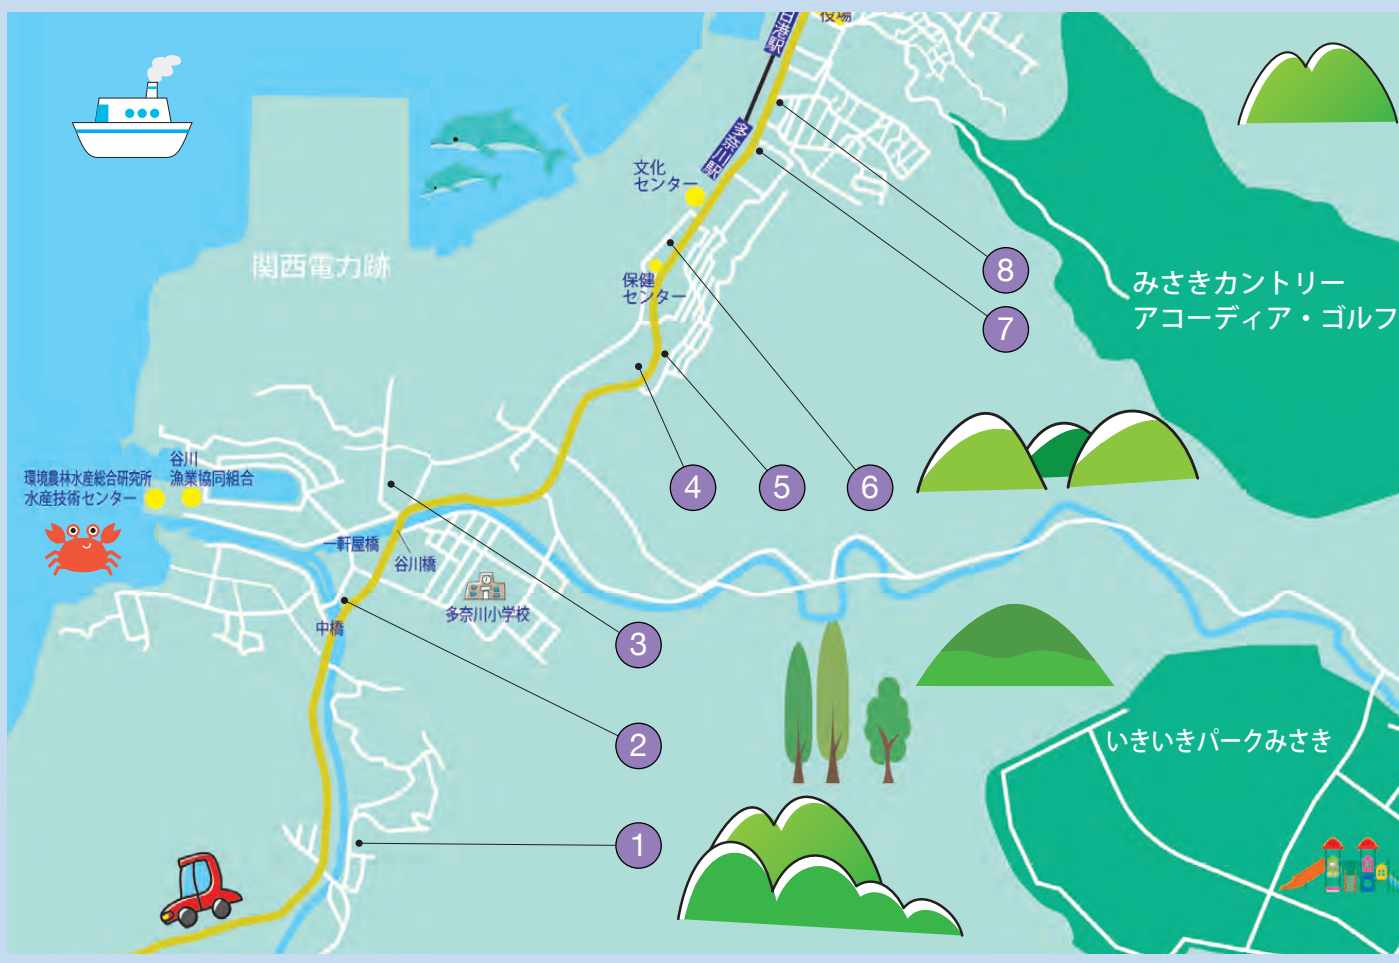 役場
港駅
多奈川駅
文化
センター
関西電力跡
保健
センター
8
7
みさきカントリー
アコーディア・ゴルフ
谷川
漁業協同組合
環境農林水産総合研究所
水産技術センター
4
5
6
一軒屋橋
谷川橋
多奈川小学校
中橋
3
2
いきいきパークみさき
1